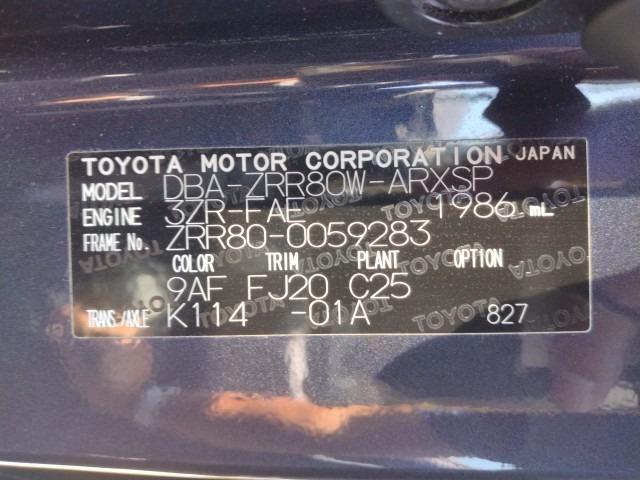 TOYOTA MOTOR CORPORATION JAPAN
MODEL DBA-ZRR80W-ARXSP
ENGINE 3ZR-FAE 1986 mL
FRAME No. ZRR80-0059283
COLOR TRIM PLANT OPTION
9AF FJ20 C25
TRANS./AXLE K114 -01A 827